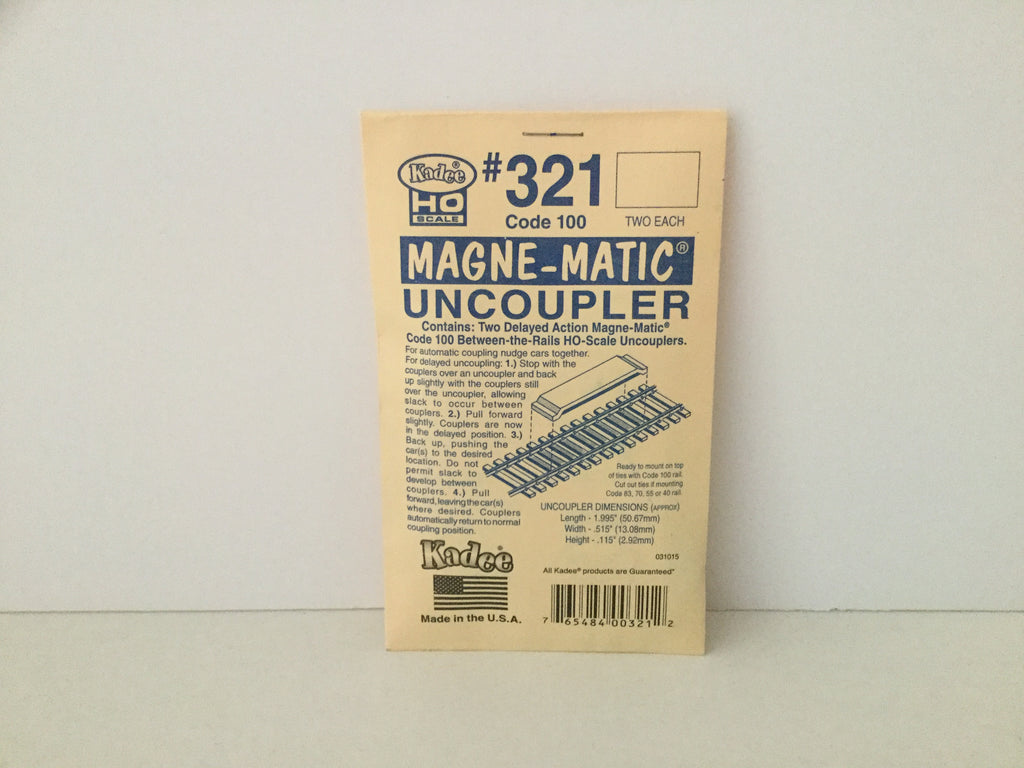 Kadee®
HO
SCALE
#321
Code 100
TWO EACH
MAGNE-MATIC®
UNCOUPLER
Contains: Two Delayed Action Magne-Matic®
Code 100 Between-the-Rails HO-Scale Uncouplers.
For automatic coupling nudge cars together.
For delayed uncoupling: 1.) Stop with the
couplers over an uncoupler and back
up slightly with the couplers still
over the uncoupler, allowing
slack to occur between
couplers. 2.) Pull forward
slightly. Couplers are now
in the delayed position. 3.)
Back up, pushing the
car(s) to the desired
location. Do not
permit slack to
develop between
couplers. 4.) Pull
forward, leaving the car(s)
where desired. Couplers
automatically return to normal
coupling position.
Ready to mount on top
of ties with Code 100 rail.
Cut out ties if mounting
Code 83, 70, 55 or 40 rail.
UNCOUPLER DIMENSIONS (APPROX)
Length - 1.995" (50.67mm)
Width - .515" (13.08mm)
Height - .115" (2.92mm)
031015
Kadee®
Made in the U.S.A.
All Kadee® products are Guaranteed"
7 65484 00321 2